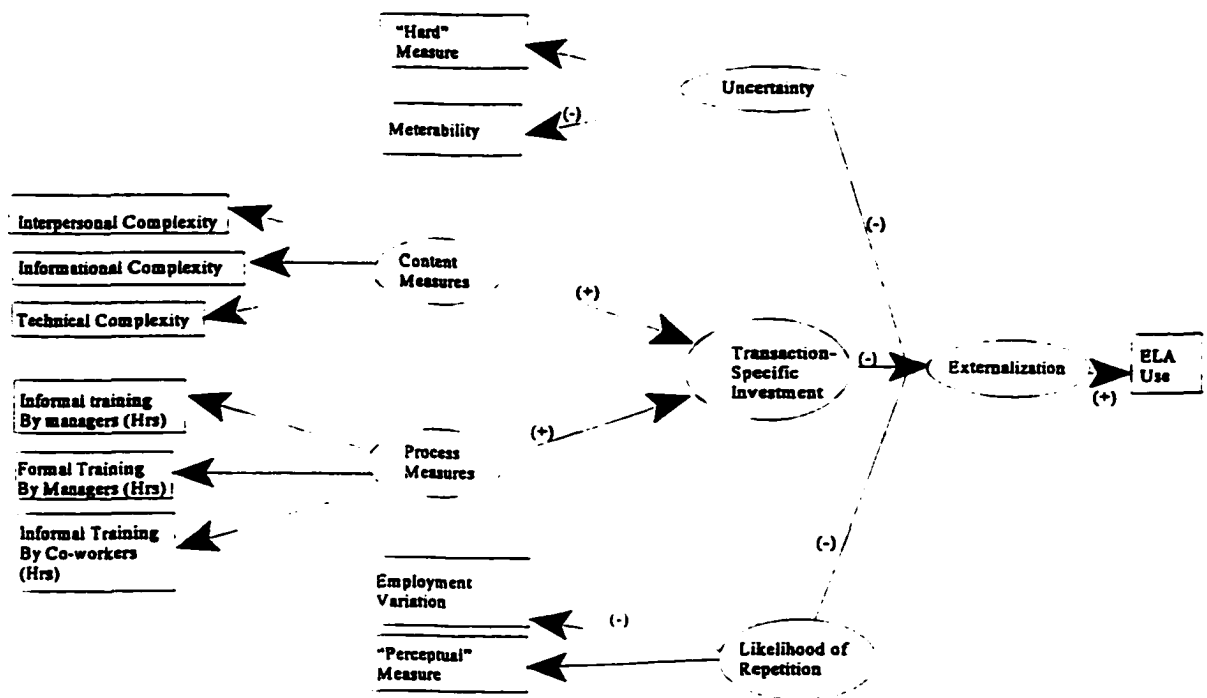 "Hard"
Measure
Uncertainty
Meterability
(-)
(-)
Interpersonal Complexity
Informational Complexity
Technical Complexity
Content
Measures
(+)
Transaction-
Specific
Investment
(-)
Externalization
(+)
ELA
Use
Informal training
By managers (Hrs)
Formal Training
By Managers (Hrs)
Informal Training
By Co-workers
(Hrs)
Process
Measures
(+)
(-)
Employment
Variation
(-)
"Perceptual"
Measure
Likelihood of
Repetition